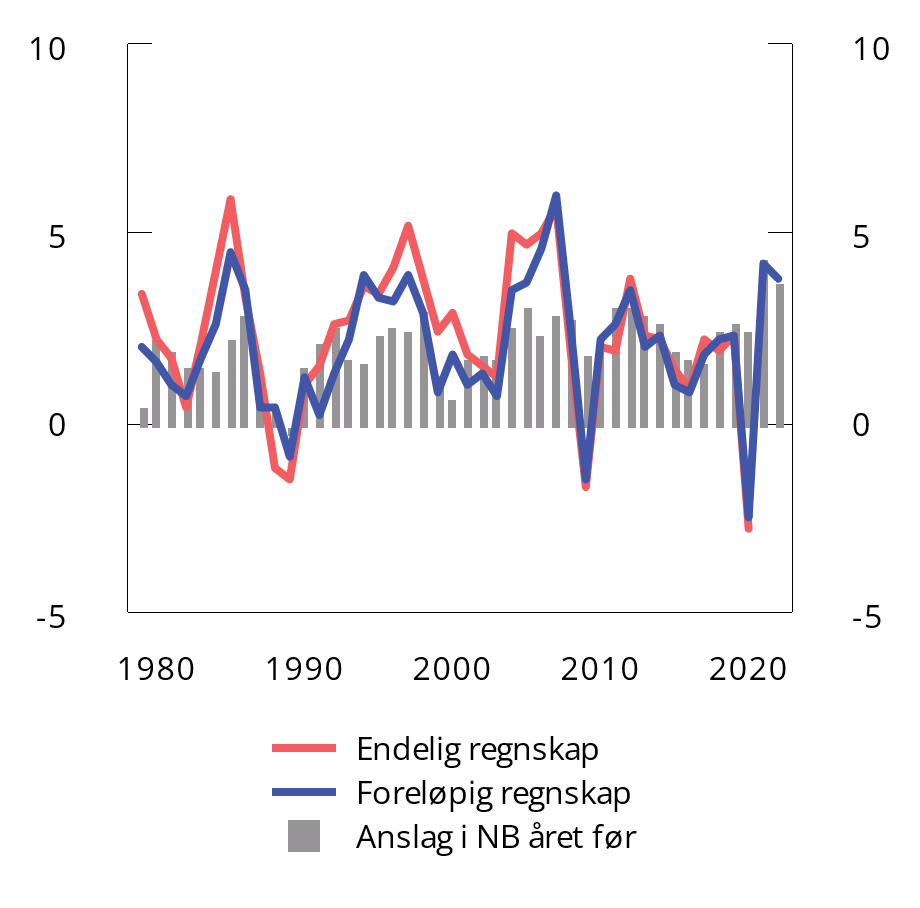 10 10
5 5
0 0
-5 -5
1980 1990 2000 2010 2020
Endelig regnskap
Foreløpig regnskap
Anslag i NB året før